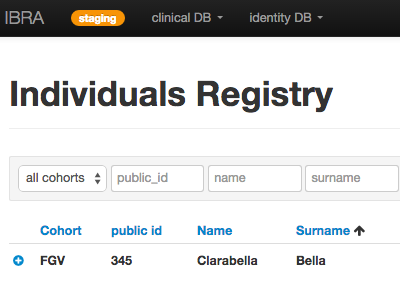 IBRA staging clinical DB identity DB
Individuals Registry
all cohorts public_id name surname
Cohort public id Name Surname
FGV 345 Clarabella Bella